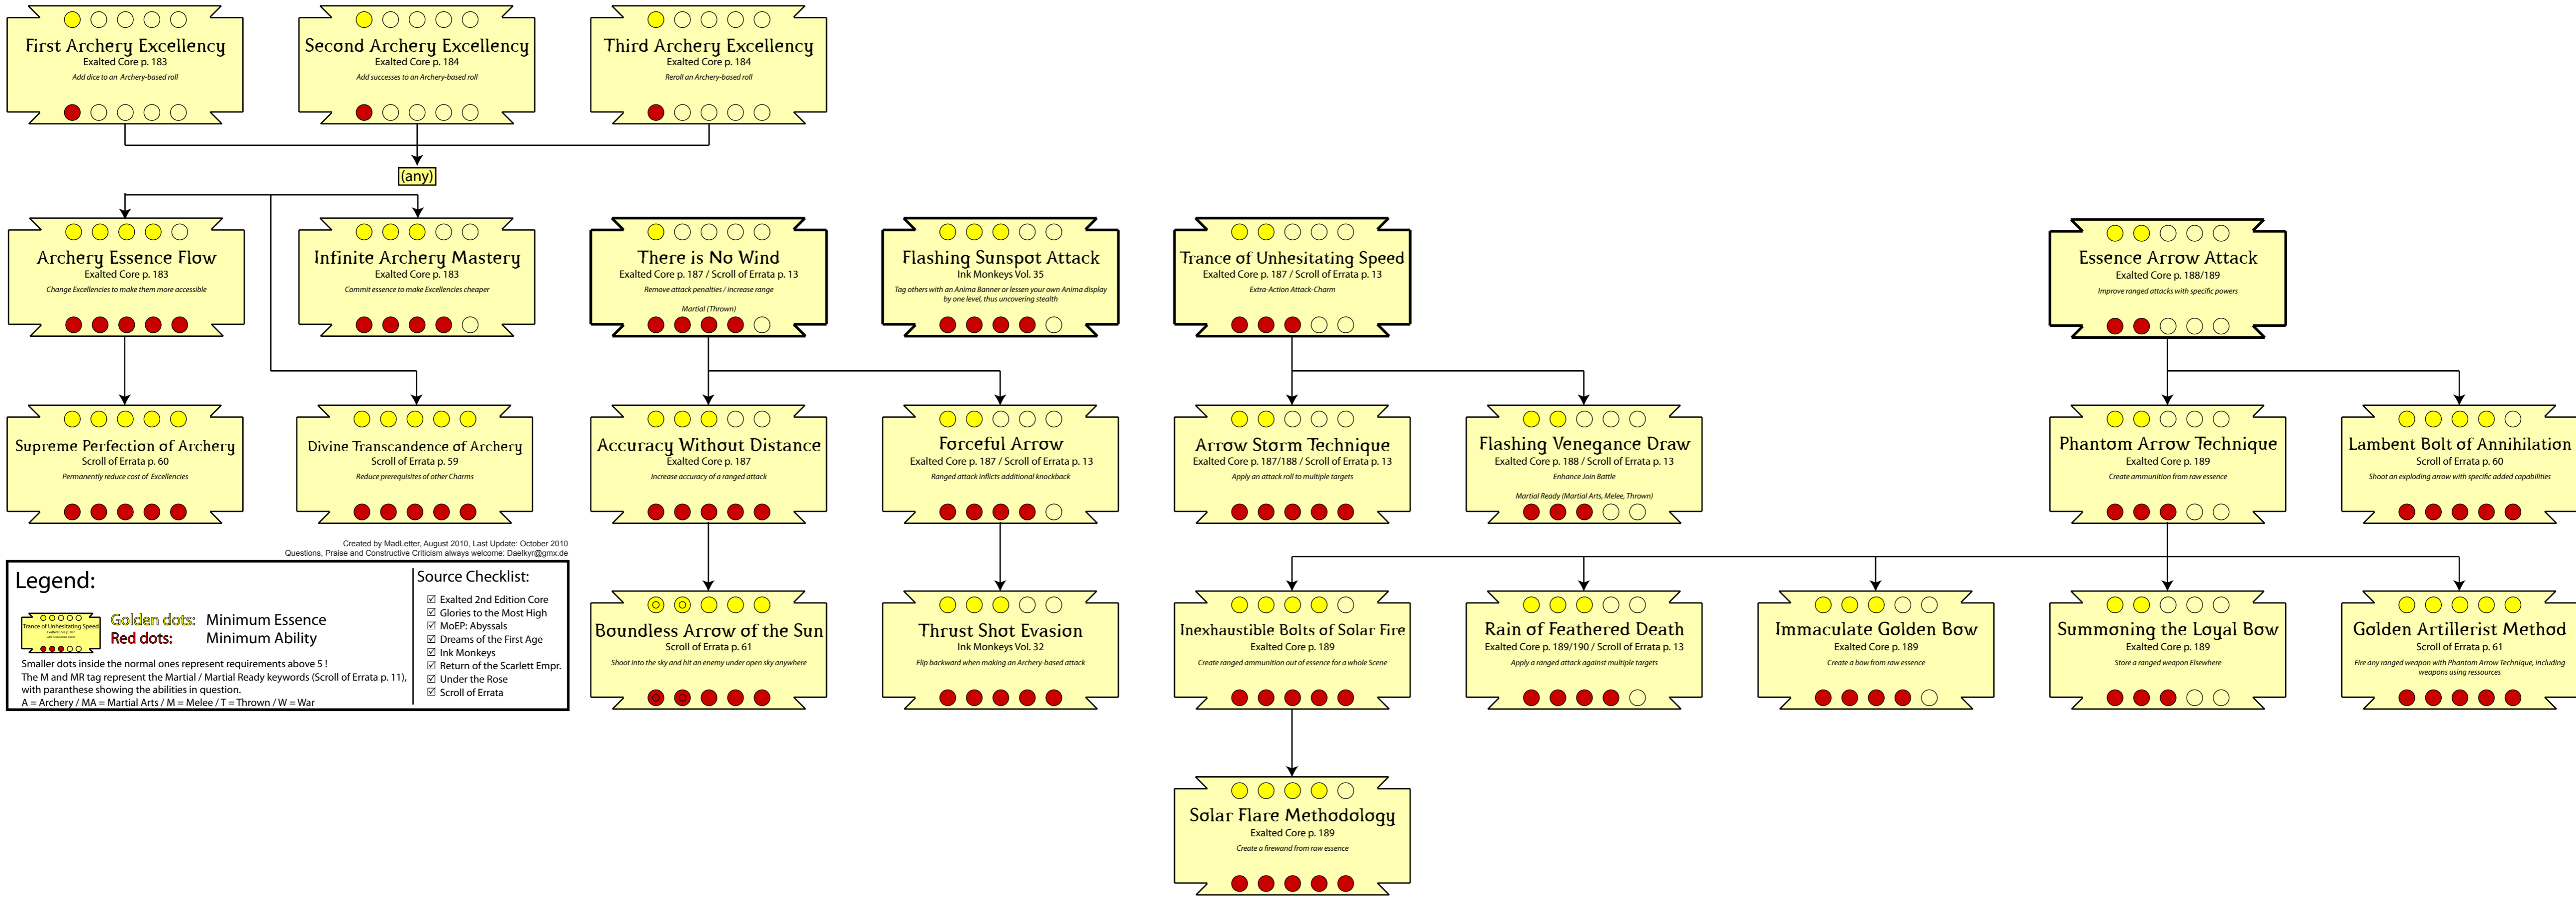 First Archery Excellency
Exalted Core p. 183
Add dice to an Archery-based roll
Second Archery Excellency
Exalted Core p. 184
Add successes to an Archery-based roll
Third Archery Excellency
Exalted Core p. 184
Reroll an Archery-based roll
(any)
Archery Essence Flow
Exalted Core p. 183
Change Excellencies to make them more accessible
Infinite Archery Mastery
Exalted Core p. 183
Commit essence to make Excellencies cheaper
There is No Wind
Exalted Core p. 187 / Scroll of Errata p. 13
Remove attack penalties / increase range
Martial (Thrown)
Flashing Sunspot Attack
Ink Monkeys Vol. 35
Tag others with an Anima Banner or lessen your own Anima display
by one level, thus uncovering stealth
Trance of Unhesitating Speed
Exalted Core p. 187 / Scroll of Errata p. 13
Extra-Action Attack-Charm
Essence Arrow Attack
Exalted Core p. 188/189
Improve ranged attacks with specific powers
Supreme Perfection of Archery
Scroll of Errata p. 60
Permanently reduce cost of Excellencies
Divine Transcandence of Archery
Scroll of Errata p. 59
Reduce prerequisites of other Charms
Accuracy Without Distance
Exalted Core p. 187
Increase accuracy of a ranged attack
Forceful Arrow
Exalted Core p. 187 / Scroll of Errata p. 13
Ranged attack inflicts additional knockback
Arrow Storm Technique
Exalted Core p. 187/188 / Scroll of Errata p. 13
Apply an attack roll to multiple targets
Flashing Venegance Draw
Exalted Core p. 188 / Scroll of Errata p. 13
Enhance Join Battle
Martial Ready (Martial Arts, Melee, Thrown)
Phantom Arrow Technique
Exalted Core p. 189
Create ammunition from raw essence
Lambent Bolt of Annihilation
Scroll of Errata p. 60
Shoot an exploding arrow with specific added capabilities
Created by MadLetter, August 2010, Last Update: October 2010
Questions, Praise and Constructive Criticism always welcome: Daelkyr@gmx.de
Legend:
Trance of Unhesitating Speed
Exalted Core p. 187
Golden dots: Minimum Essence
Red dots: Minimum Ability
Smaller dots inside the normal ones represent requirements above 5 !
The M and MR tag represent the Martial / Martial Ready keywords (Scroll of Errata p. 11),
with paranthese showing the abilities in question.
A = Archery / MA = Martial Arts / M = Melee / T = Thrown / W = War
Source Checklist:
☑ Exalted 2nd Edition Core
☑ Glories to the Most High
☑ MoEP: Abyssals
☑ Dreams of the First Age
☑ Ink Monkeys
☑ Return of the Scarlett Empr.
☑ Under the Rose
☑ Scroll of Errata
Boundless Arrow of the Sun
Scroll of Errata p. 61
Shoot into the sky and hit an enemy under open sky anywhere
Thrust Shot Evasion
Ink Monkeys Vol. 32
Flip backward when making an Archery-based attack
Inexhaustible Bolts of Solar Fire
Exalted Core p. 189
Create ranged ammunition out of essence for a whole Scene
Rain of Feathered Death
Exalted Core p. 189/190 / Scroll of Errata p. 13
Apply a ranged attack against multiple targets
Immaculate Golden Bow
Exalted Core p. 189
Create a bow from raw essence
Summoning the Loyal Bow
Exalted Core p. 189
Store a ranged weapon Elsewhere
Golden Artillerist Method
Scroll of Errata p. 61
Fire any ranged weapon with Phantom Arrow Technique, including
weapons using ressources
Solar Flare Methodology
Exalted Core p. 189
Create a firewand from raw essence